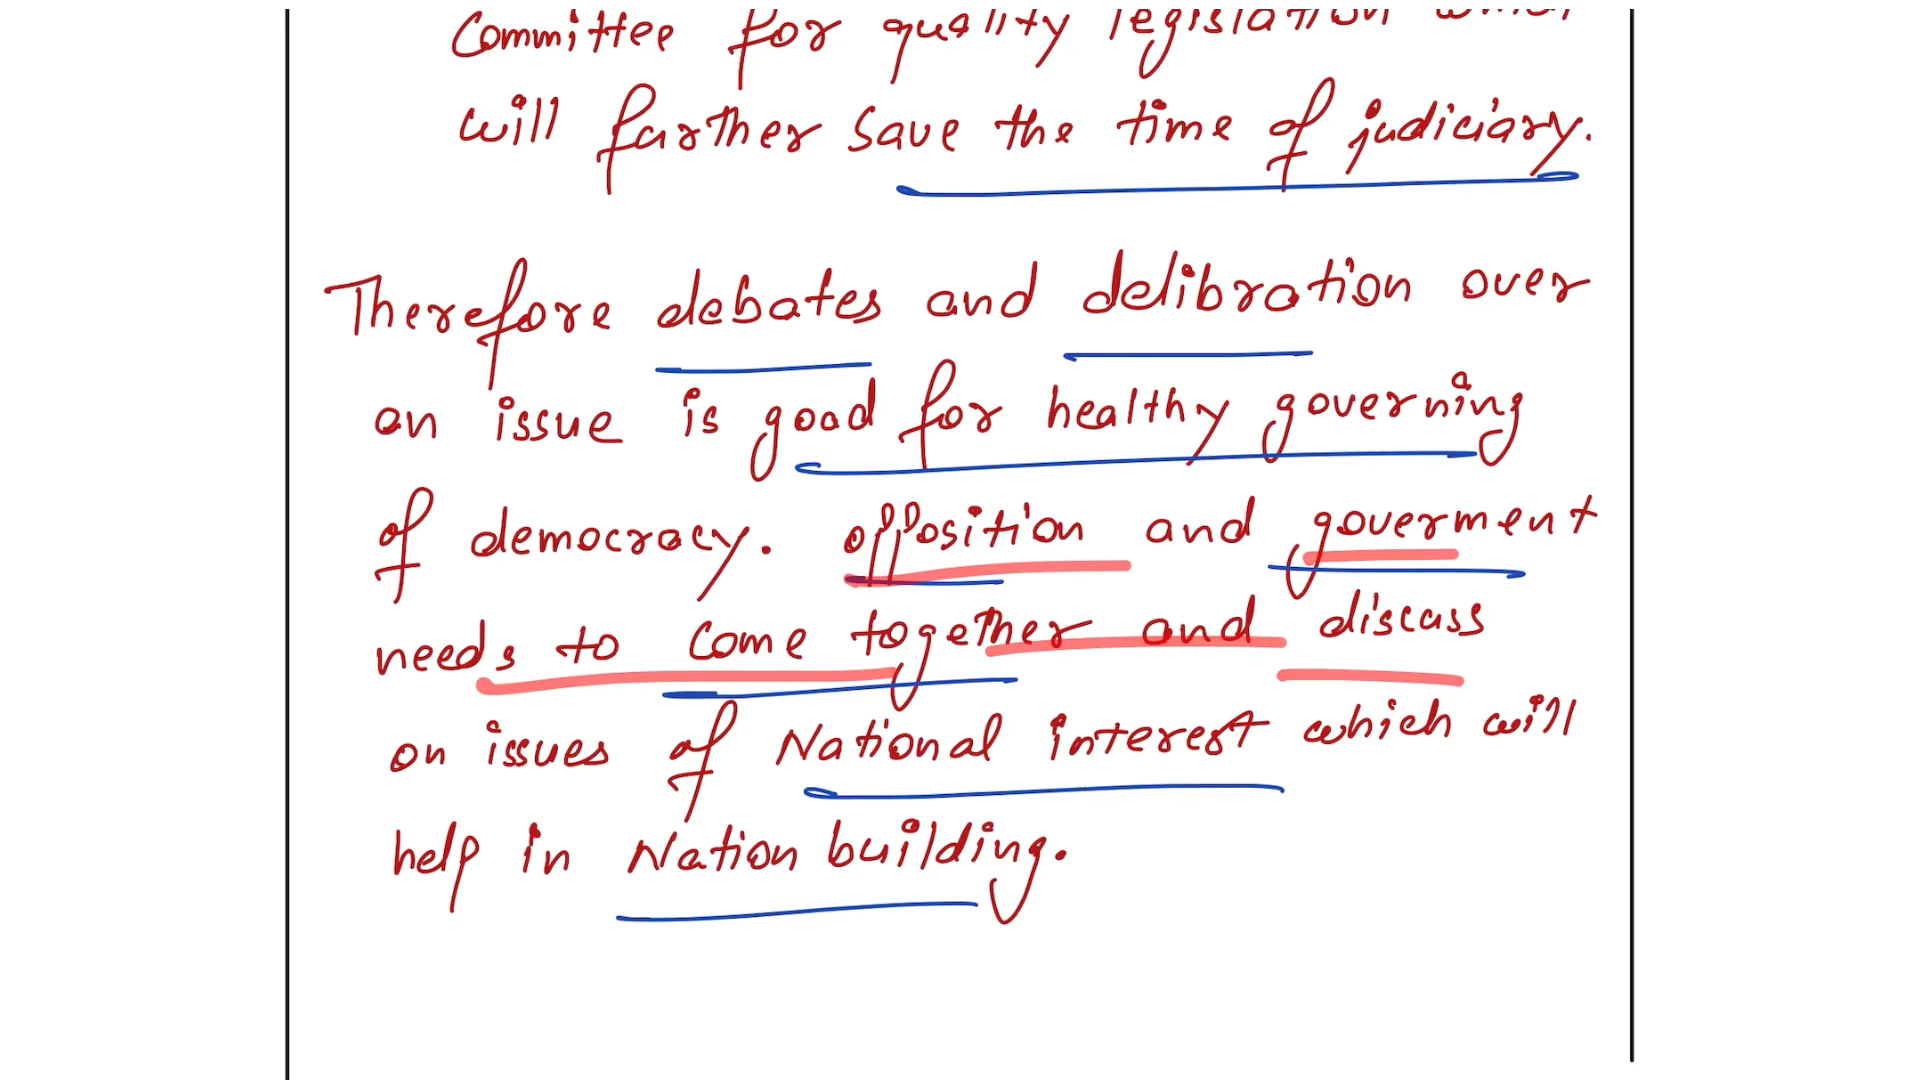 Committee for quality legislation which
will further save the time of judiciary.
Therefore debates and delibration over
an issue is good for healthy governing
of democracy. opposition and goverment
needs to come together and discuss
on issues of National interest which will
help in Nation building.